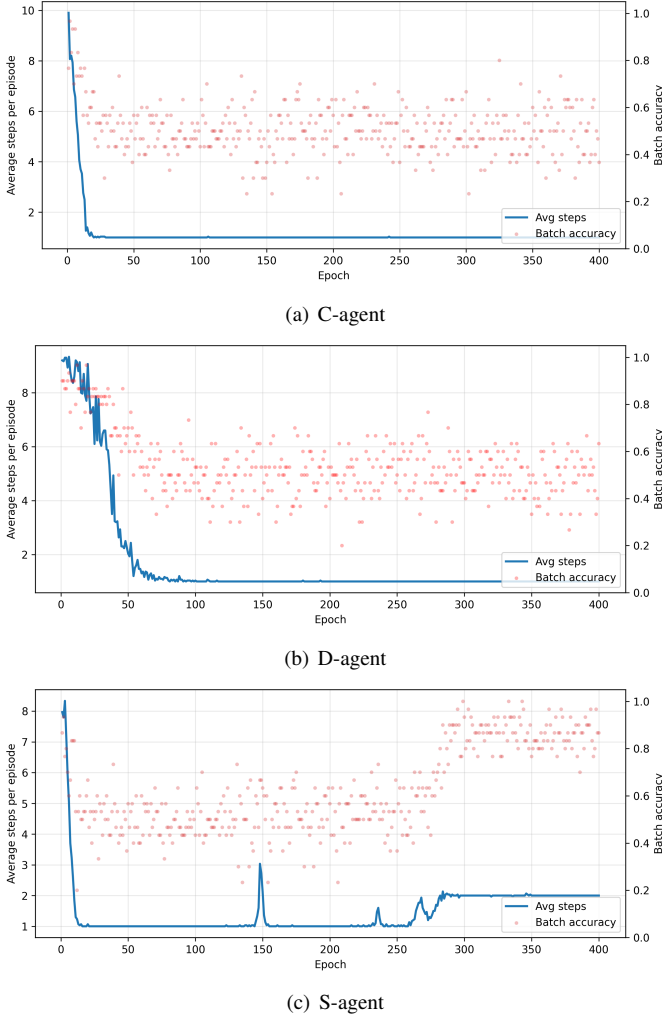 10
8
6
4
2
1.0
0.8
0.6
0.4
0.2
0.0
Average steps per episode
Batch accuracy
Avg steps
Batch accuracy
0 50 100 150 200 250 300 350 400
Epoch
(a) C-agent
8
6
4
2
1.0
0.8
0.6
0.4
0.2
0.0
Average steps per episode
Batch accuracy
Avg steps
Batch accuracy
0 50 100 150 200 250 300 350 400
Epoch
(b) D-agent
8
7
6
5
4
3
2
1
1.0
0.8
0.6
0.4
0.2
0.0
Average steps per episode
Batch accuracy
Avg steps
Batch accuracy
0 50 100 150 200 250 300 350 400
Epoch
(c) S-agent